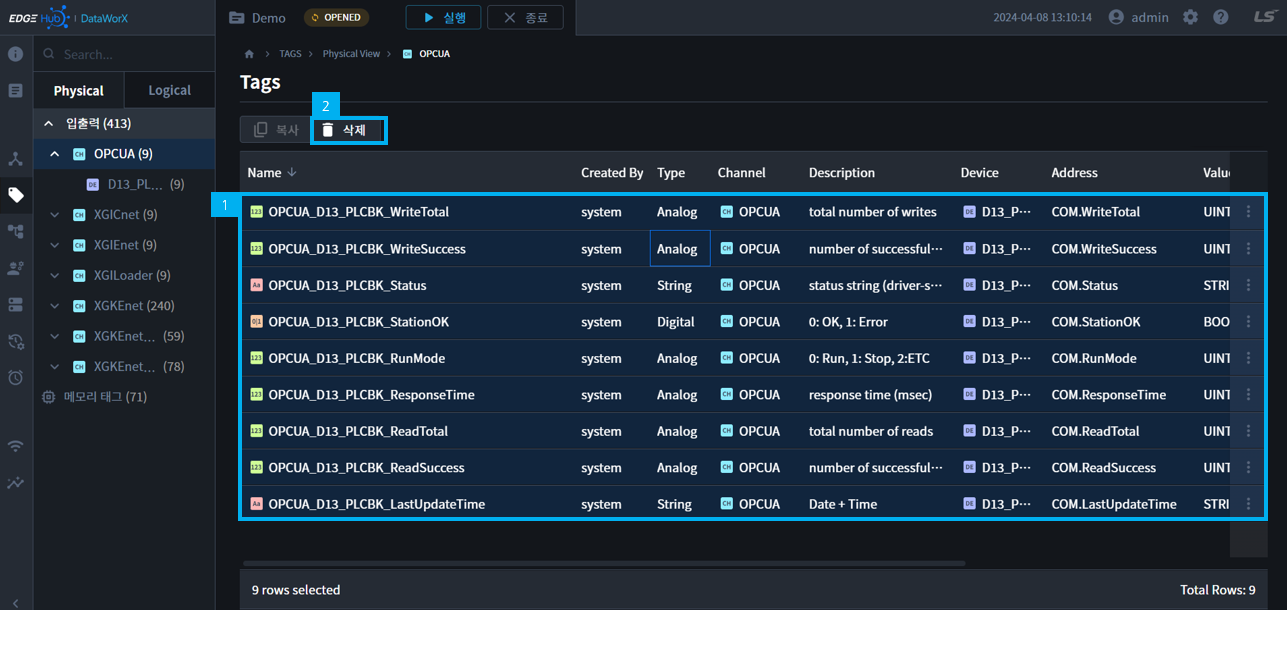 EDGE Hub | DataWorX
Demo OPENED 실행 종료 2024-04-08 13:10:14 admin LS
Search...
TAGS Physical View CH OPCUA
Physical Logical
Tags
2
복사 삭제
입출력 (413)
CH OPCUA (9)
DE D13_PL... (9)
CH XGICnet (9)
CH XGIEnet (9)
CH XGILoader (9)
CH XGKEnet (240)
CH XGKEnet... (59)
CH XGKEnet... (78)
메모리 태그 (71)
Name Created By Type Channel Description Device Address Valu
1
123 OPCUA_D13_PLCBK_WriteTotal system Analog CH OPCUA total number of writes DE D13_P··· COM.WriteTotal UINT
123 OPCUA_D13_PLCBK_WriteSuccess system Analog CH OPCUA number of successful··· DE D13_P··· COM.WriteSuccess UINT
Aa OPCUA_D13_PLCBK_Status system String CH OPCUA status string (driver-s··· DE D13_P··· COM.Status STRI
0|1 OPCUA_D13_PLCBK_StationOK system Digital CH OPCUA 0: OK, 1: Error DE D13_P··· COM.StationOK BOO
123 OPCUA_D13_PLCBK_RunMode system Analog CH OPCUA 0: Run, 1: Stop, 2:ETC DE D13_P··· COM.RunMode UINT
123 OPCUA_D13_PLCBK_ResponseTime system Analog CH OPCUA response time (msec) DE D13_P··· COM.ResponseTime UINT
123 OPCUA_D13_PLCBK_ReadTotal system Analog CH OPCUA total number of reads DE D13_P··· COM.ReadTotal UINT
123 OPCUA_D13_PLCBK_ReadSuccess system Analog CH OPCUA number of successful··· DE D13_P··· COM.ReadSuccess UINT
Aa OPCUA_D13_PLCBK_LastUpdateTime system String CH OPCUA Date + Time DE D13_P··· COM.LastUpdateTime STRI
9 rows selected Total Rows: 9